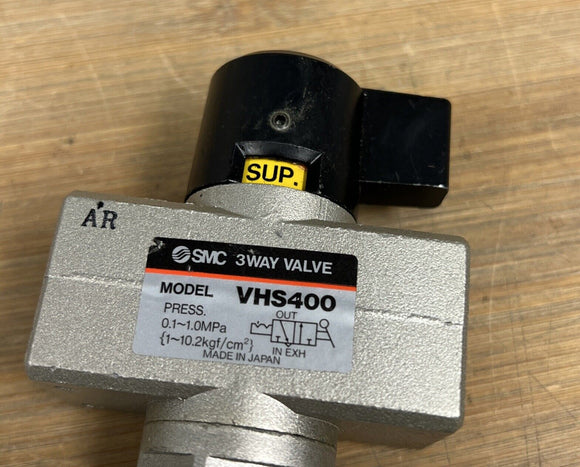 SUP.
A'R
SMC 3WAY VALVE
MODEL VHS400
PRESS.
OUT
0.1~1.0MPa
{1~10.2kgf/cm²}
IN EXH
MADE IN JAPAN